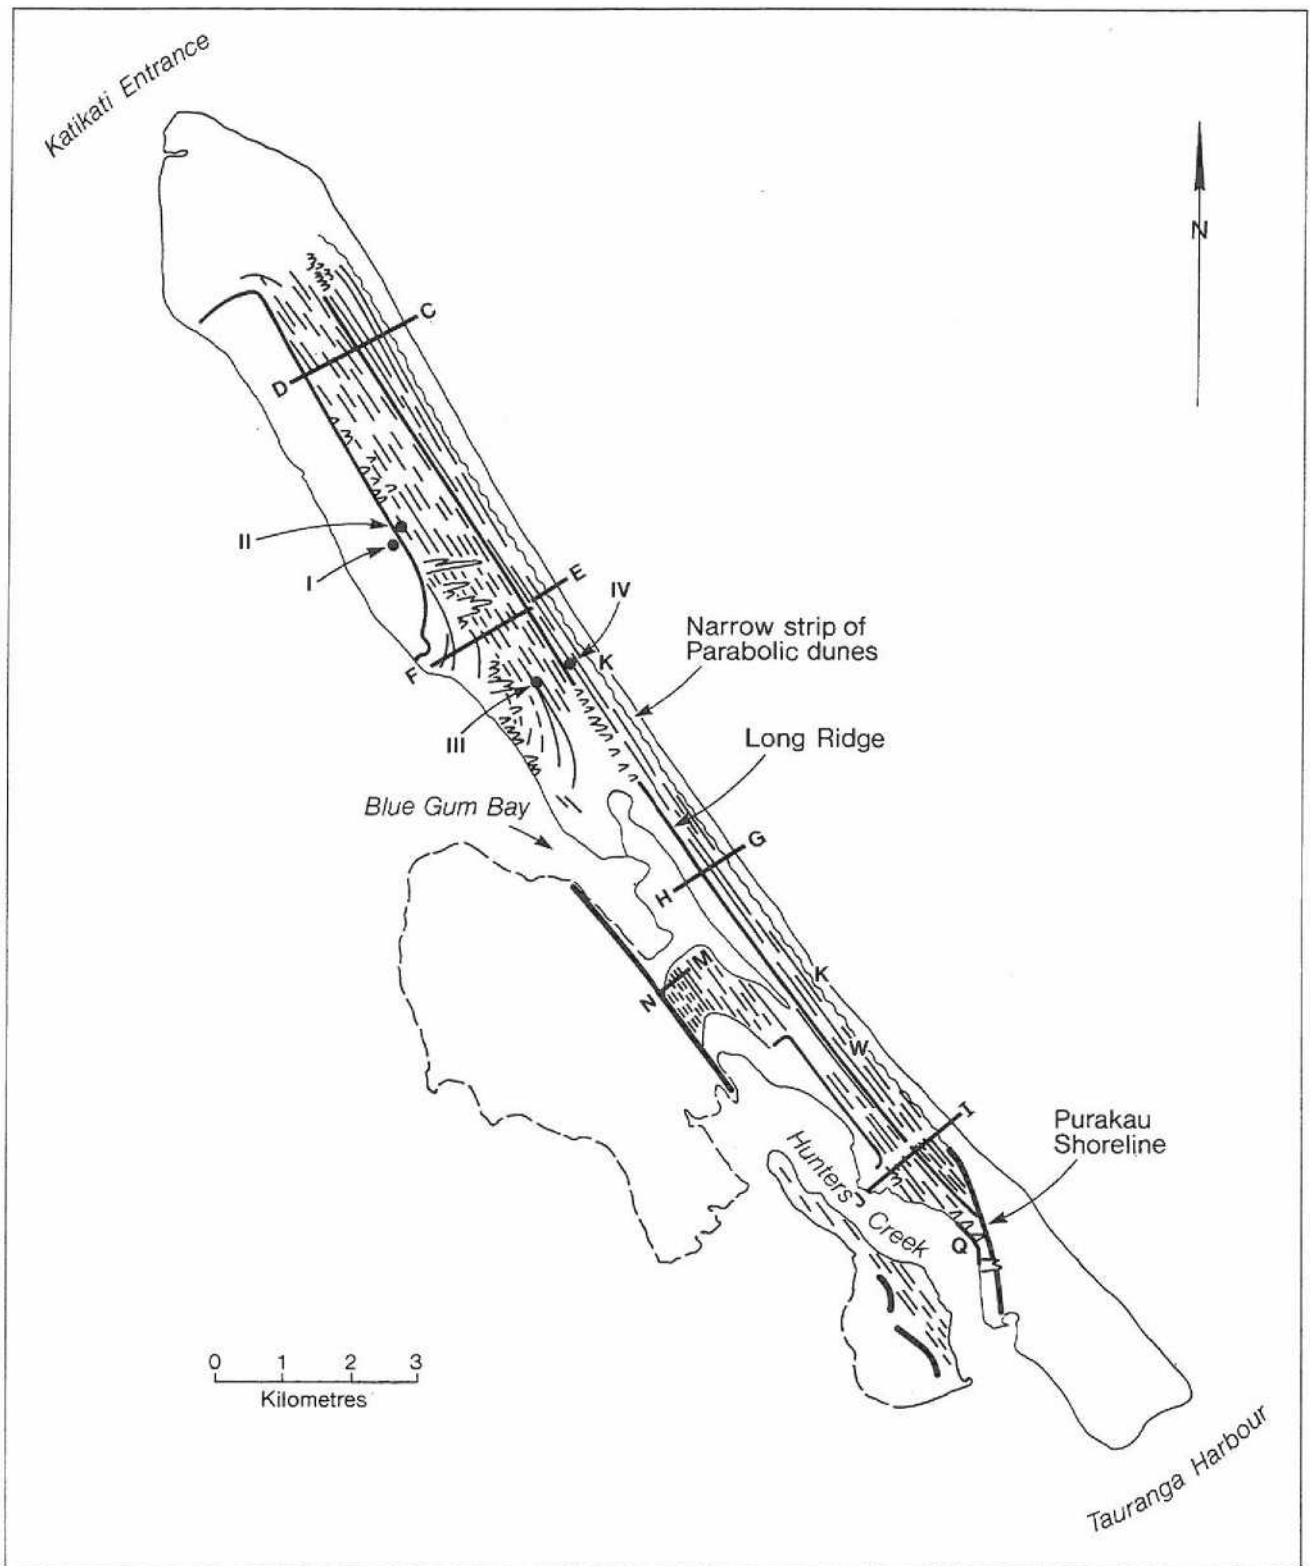 Katikati Entrance
N
C
D
II
I
E
IV
K
F
III
Narrow strip of
Parabolic dunes
Long Ridge
Blue Gum Bay
G
H
M
N
K
W
I
J
Purakau
Shoreline
Hunters
Creek
Q
0 1 2 3
Kilometres
Tauranga Harbour